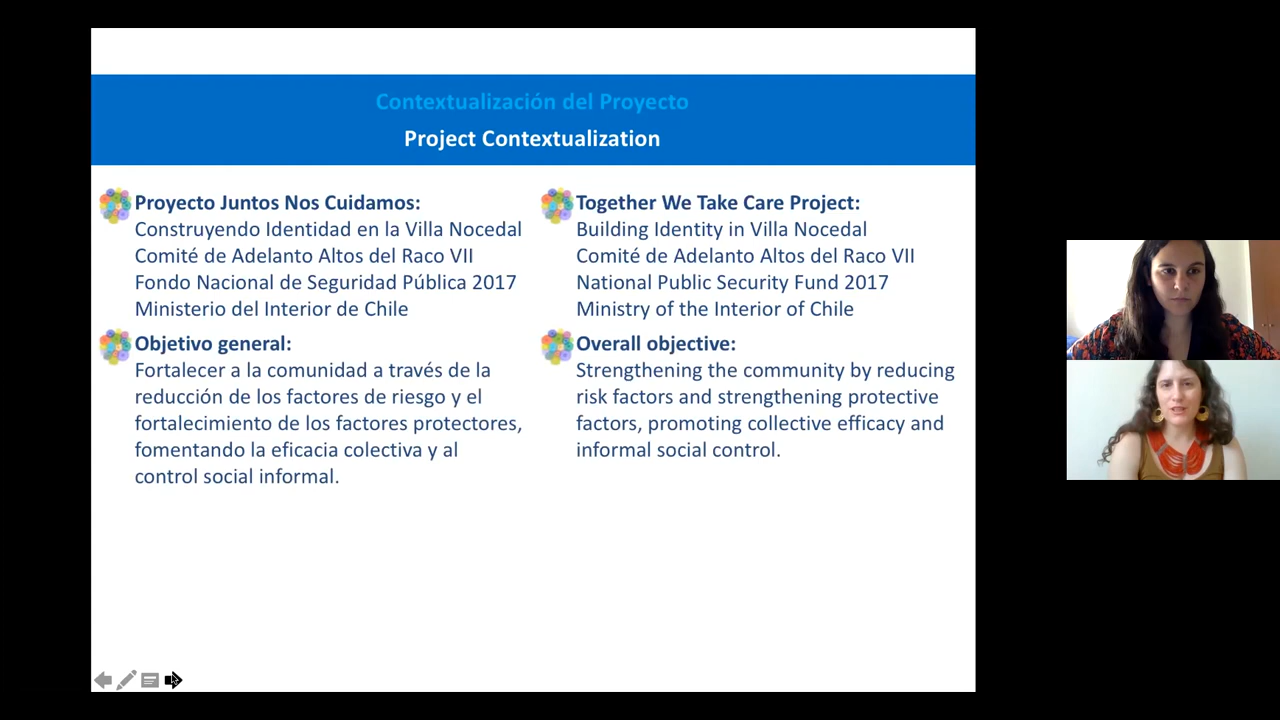 Contextualización del Proyecto
Project Contextualization
Proyecto Juntos Nos Cuidamos:
Construyendo Identidad en la Villa Nocedal
Comité de Adelanto Altos del Raco VII
Fondo Nacional de Seguridad Pública 2017
Ministerio del Interior de Chile
Objetivo general:
Fortalecer a la comunidad a través de la
reducción de los factores de riesgo y el
fortalecimiento de los factores protectores,
fomentando la eficacia colectiva y al
control social informal.
Together We Take Care Project:
Building Identity in Villa Nocedal
Comité de Adelanto Altos del Raco VII
National Public Security Fund 2017
Ministry of the Interior of Chile
Overall objective:
Strengthening the community by reducing
risk factors and strengthening protective
factors, promoting collective efficacy and
informal social control.